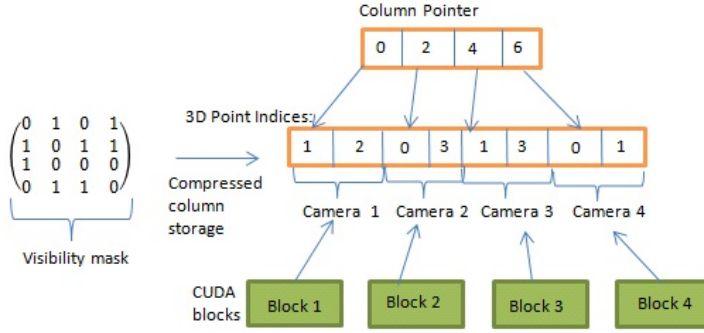 Column Pointer
0 2 4 6
3D Point Indices:
1 2 0 3 1 3 0 1
0 1 0 1
1 0 1 1
1 0 0 0
0 1 1 0
Compressed
column
storage
Camera 1 Camera 2 Camera 3 Camera 4
Visibility mask
CUDA
blocks
Block 1 Block 2 Block 3 Block 4